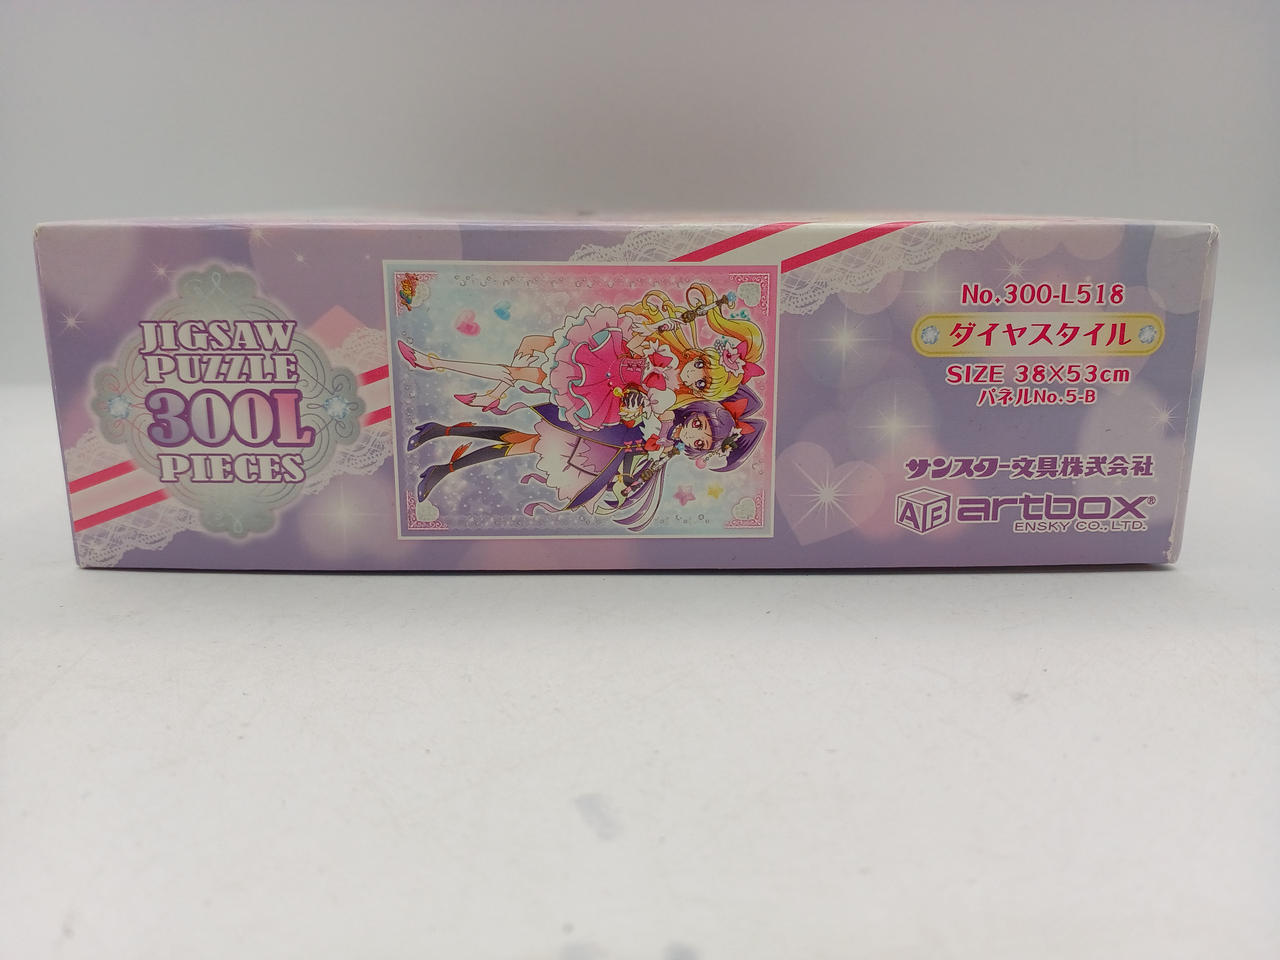 JIGSAW
PUZZLE
300L
PIECES
No.300-L518
ダイヤスタイル
SIZE 38×53cm
パネルNo.5-B
サンスター文具株式会社
AB artbox®
ENSKY CO., LTD.